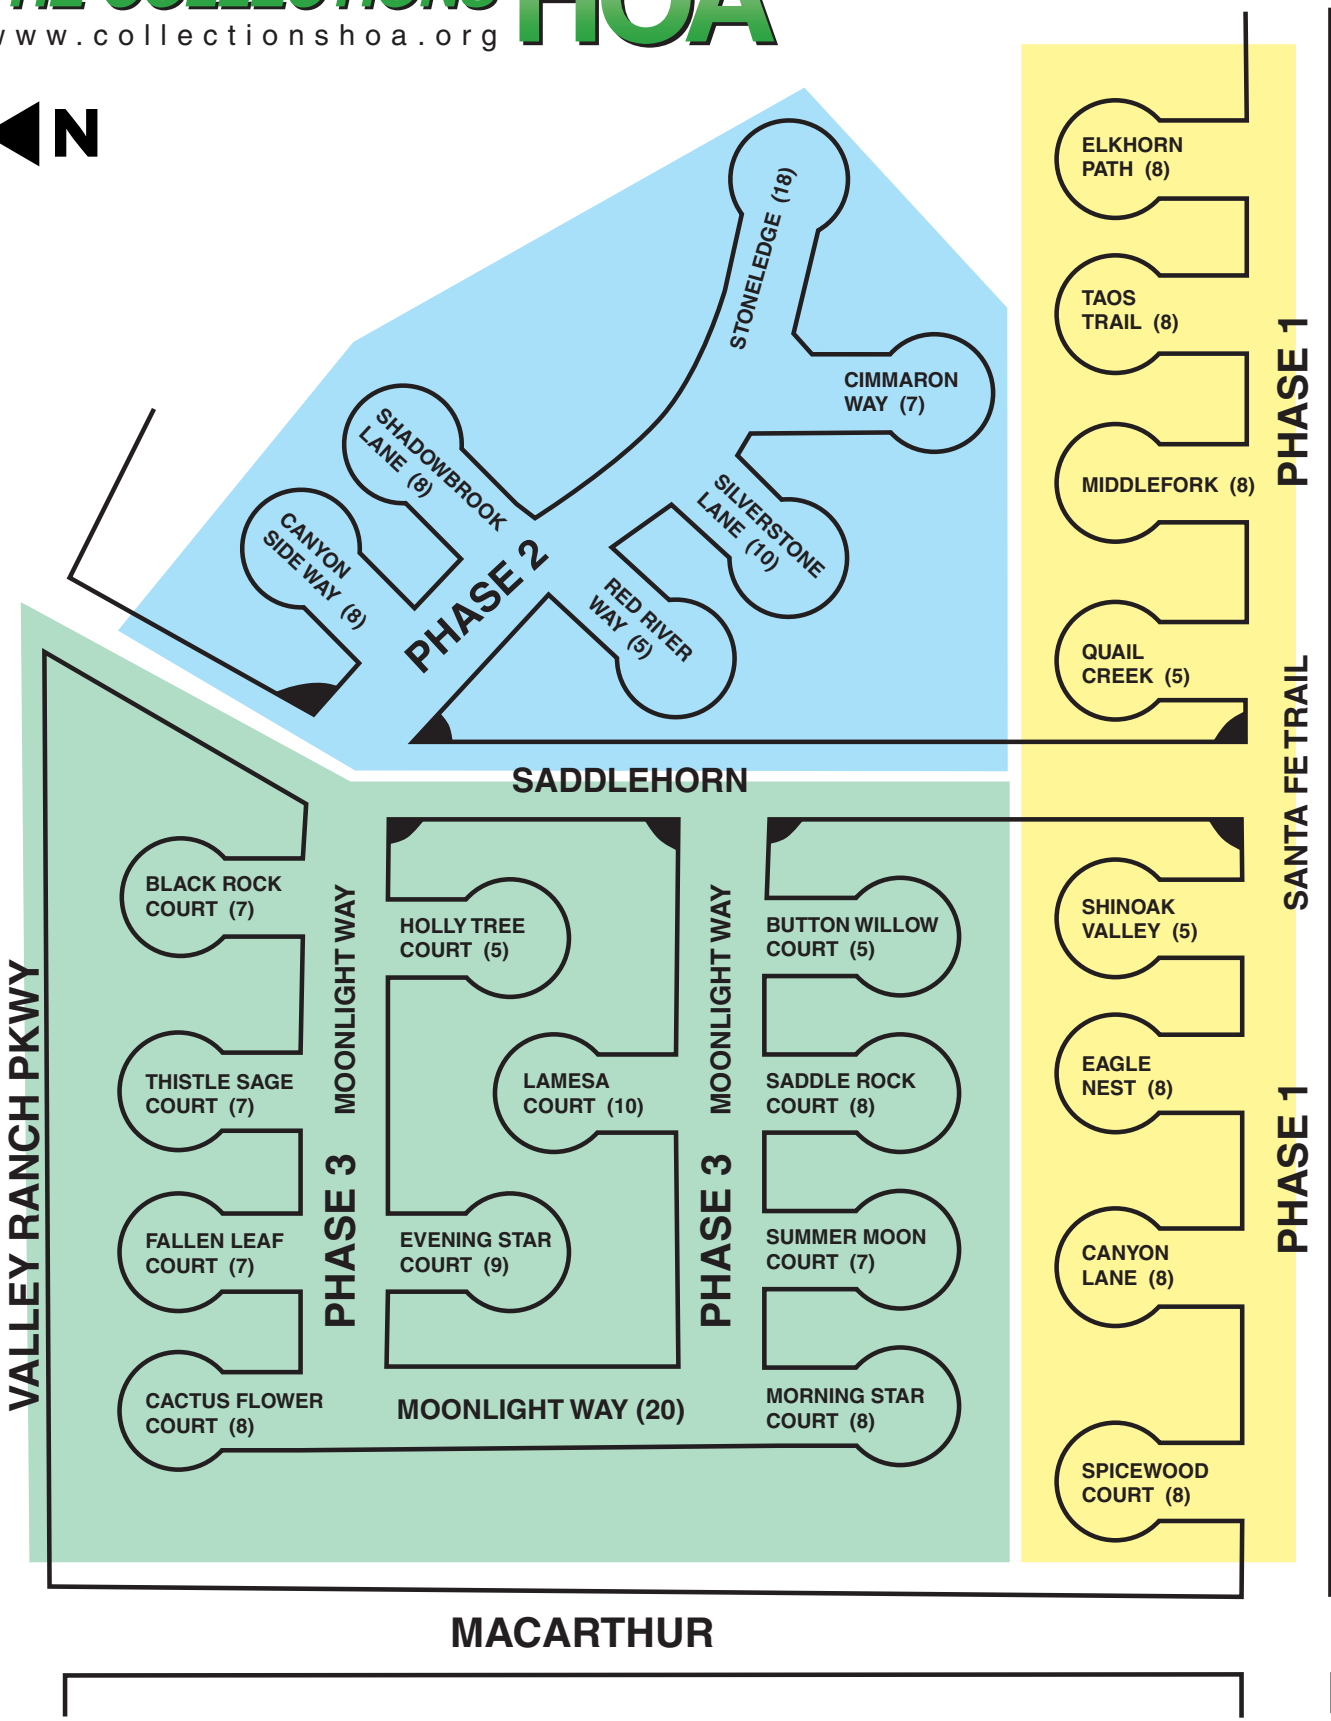 COLLECTIONS
HOA
www.collectionshoa.org
N
ELKHORN
PATH (8)
TAOS
TRAIL (8)
MIDDLEFORK (8)
QUAIL
CREEK (5)
PHASE 1
SANTA FE TRAIL
STONELEDGE (18)
CIMMARON
WAY (7)
SHADOWBROOK
LANE (8)
CANYON
SIDE WAY (8)
SILVERSTONE
LANE (10)
RED RIVER
WAY (5)
PHASE 2
SADDLEHORN
VALLEY RANCH PKWY
BLACK ROCK
COURT (7)
THISTLE SAGE
COURT (7)
FALLEN LEAF
COURT (7)
CACTUS FLOWER
COURT (8)
MOONLIGHT WAY
PHASE 3
HOLLY TREE
COURT (5)
LAMESA
COURT (10)
EVENING STAR
COURT (9)
MOONLIGHT WAY (20)
MOONLIGHT WAY
PHASE 3
BUTTON WILLOW
COURT (5)
SADDLE ROCK
COURT (8)
SUMMER MOON
COURT (7)
MORNING STAR
COURT (8)
SHINOAK
VALLEY (5)
EAGLE
NEST (8)
CANYON
LANE (8)
SPICEWOOD
COURT (8)
PHASE 1
MACARTHUR